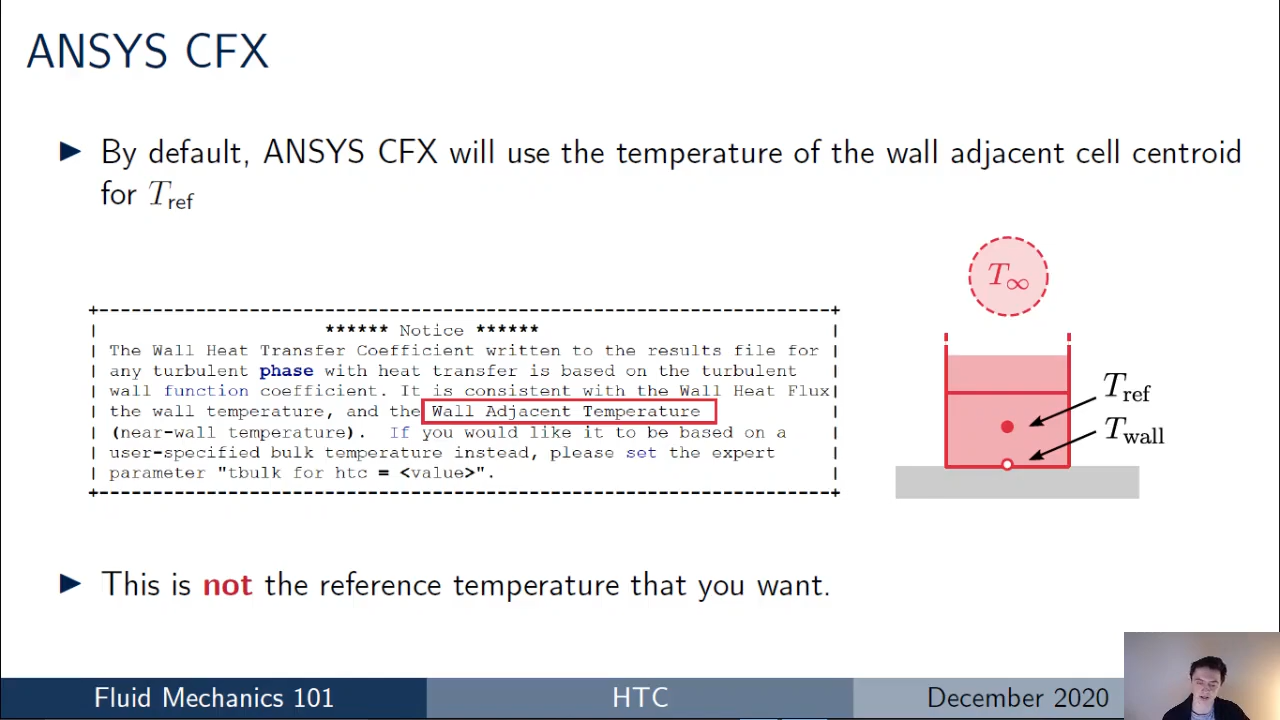 ANSYS CFX
▶ By default, ANSYS CFX will use the temperature of the wall adjacent cell centroid
for T_ref
+---------------------------------------------------------------------+
| ****** Notice ****** |
| The Wall Heat Transfer Coefficient written to the results file for |
| any turbulent phase with heat transfer is based on the turbulent |
| wall function coefficient. It is consistent with the Wall Heat Flux|
| the wall temperature, and the Wall Adjacent Temperature |
| (near-wall temperature). If you would like it to be based on a |
| user-specified bulk temperature instead, please set the expert |
| parameter "tbulk for htc = <value>". |
+---------------------------------------------------------------------+
T_∞
T_ref
T_wall
▶ This is not the reference temperature that you want.
Fluid Mechanics 101
HTC
December 2020